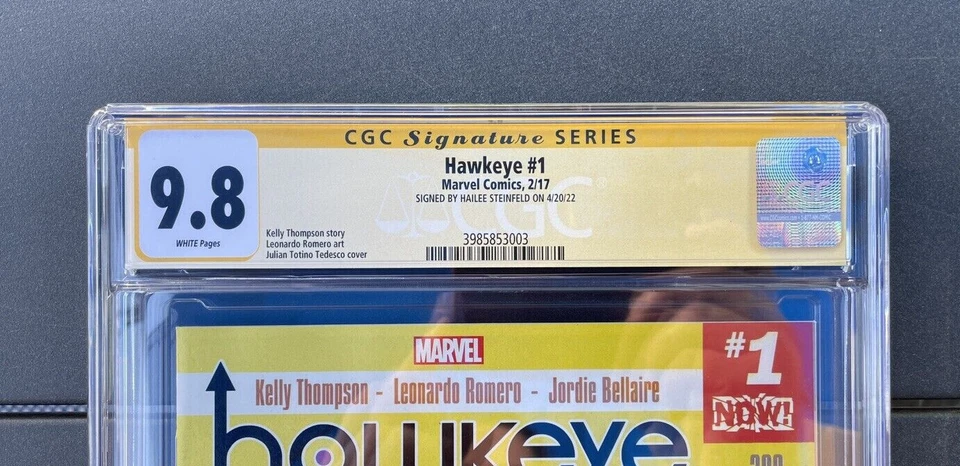 CGC Signature SERIES
9.8
WHITE Pages
Hawkeye #1
Marvel Comics, 2/17
SIGNED BY HAILEE STEINFELD ON 4/20/22
CGC
Kelly Thompson story
Leonardo Romero art
Julian Totino Tedesco cover
3985853003
MARVEL
Kelly Thompson - Leonardo Romero - Jordie Bellaire
#1
NOW!
hawkeye